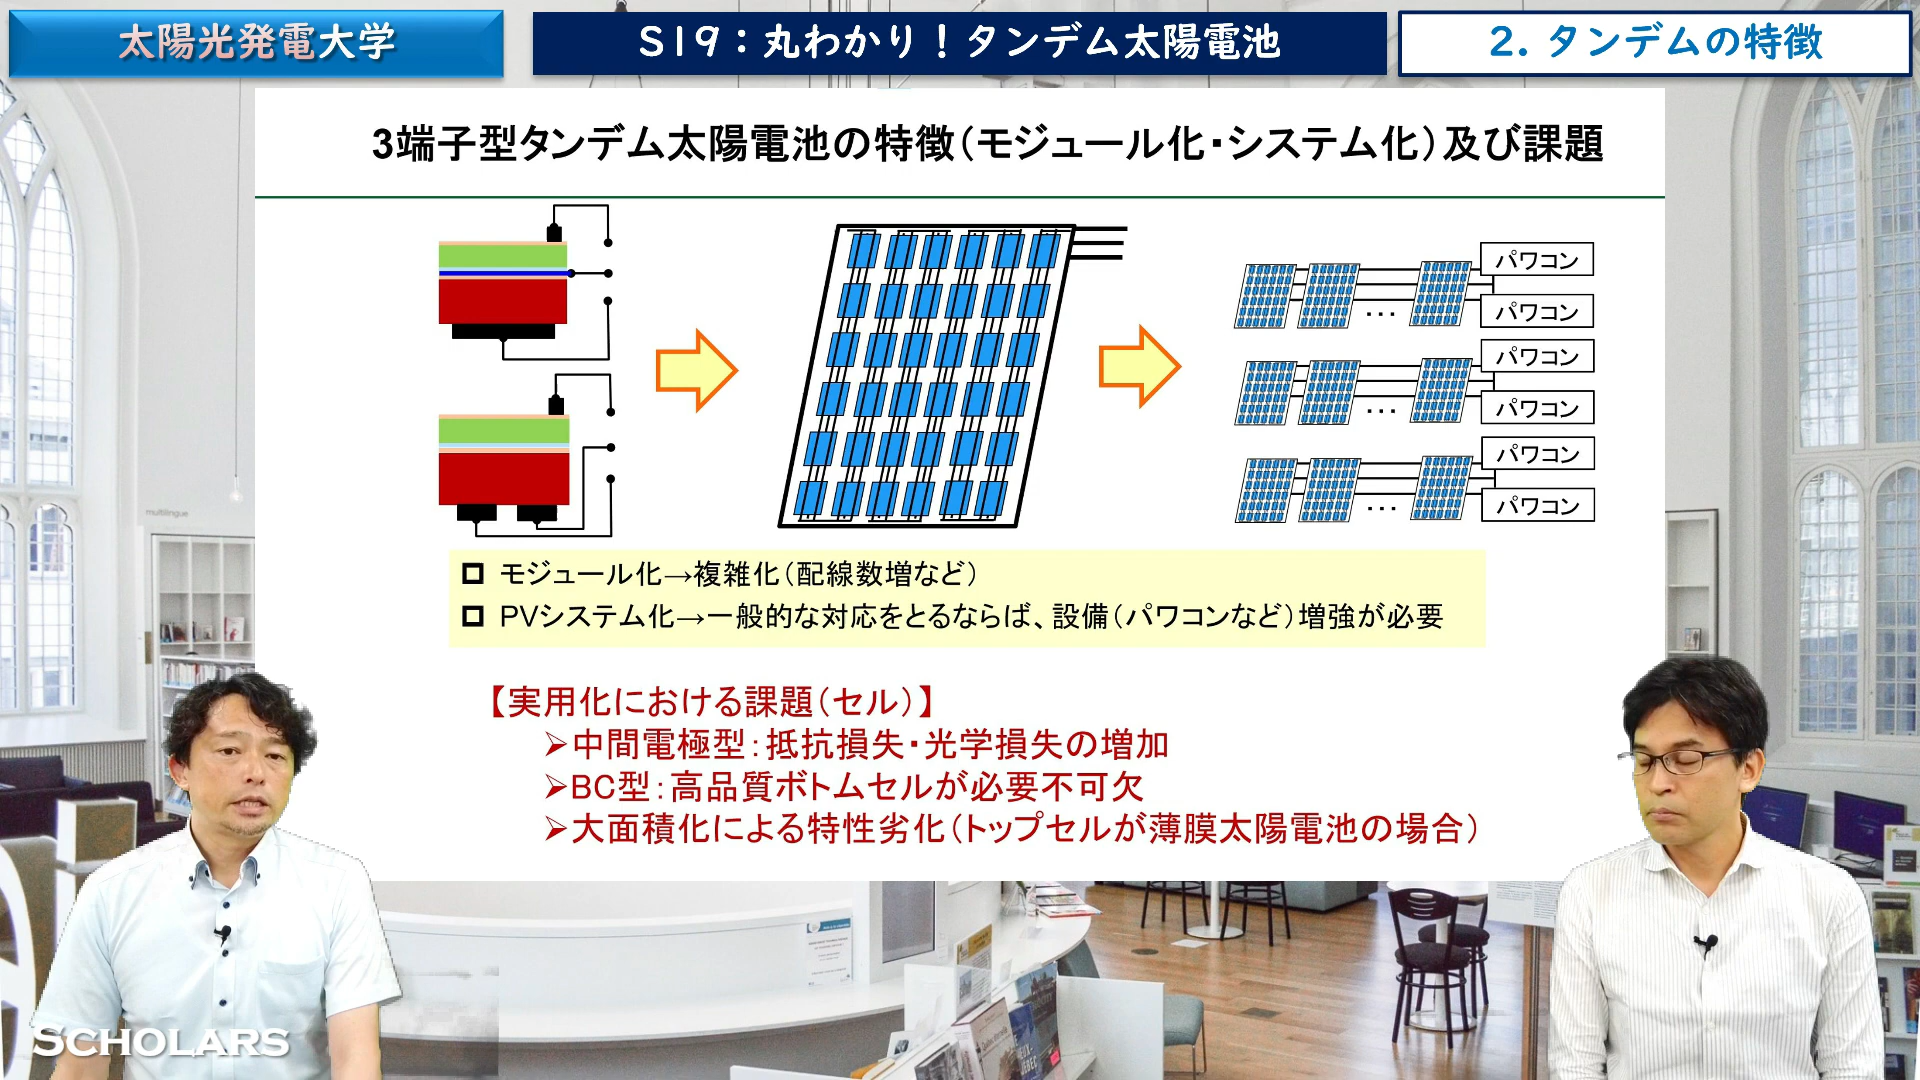 太陽光発電大学
S19：丸わかり！タンデム太陽電池
2. タンデムの特徴
3端子型タンデム太陽電池の特徴（モジュール化・システム化）及び課題
パワコン
パワコン
パワコン
パワコン
パワコン
パワコン
・・・
・・・
・・・
モジュール化→複雑化（配線数増など）
PVシステム化→一般的な対応をとるならば、設備（パワコンなど）増強が必要
【実用化における課題（セル）】
➢中間電極型：抵抗損失・光学損失の増加
➢BC型：高品質ボトムセルが必要不可欠
➢大面積化による特性劣化（トップセルが薄膜太陽電池の場合）
multilingue
SCHOLARS